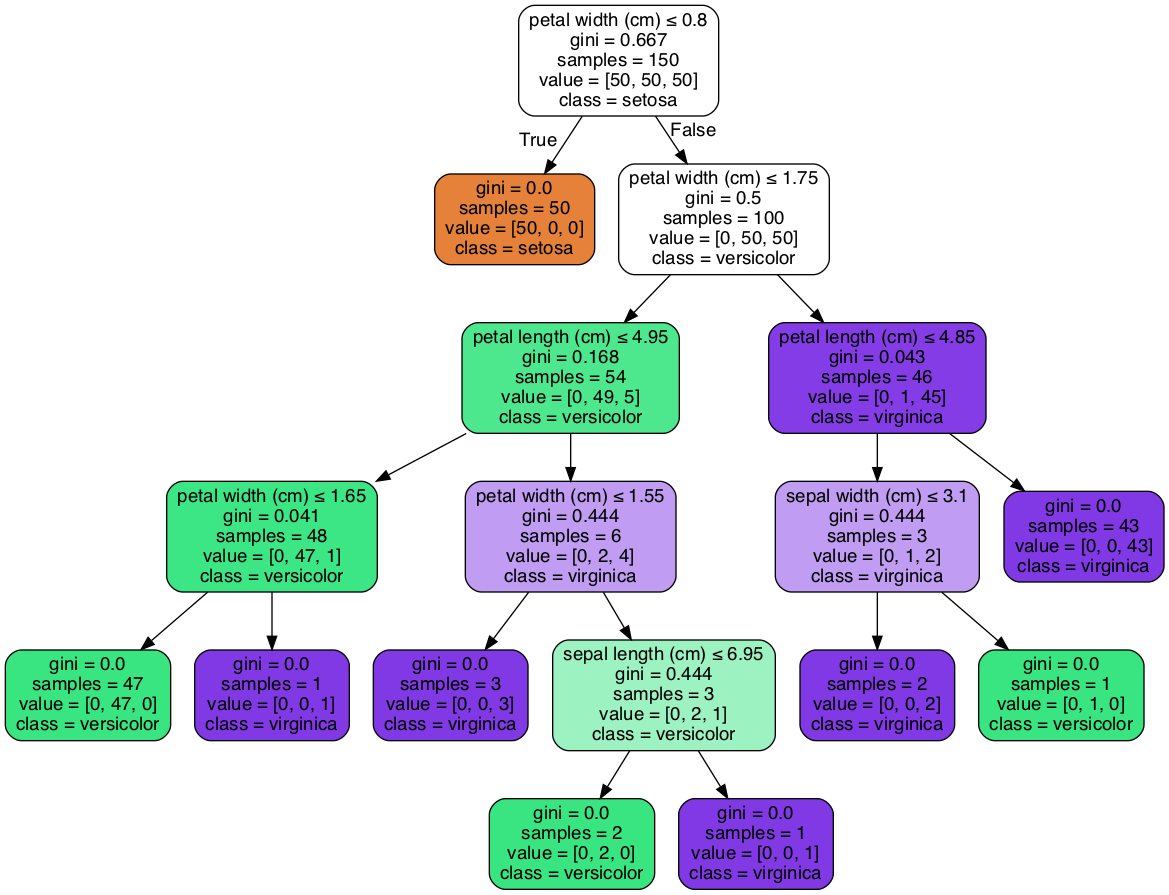 petal width (cm) ≤ 0.8
gini = 0.667
samples = 150
value = [50, 50, 50]
class = setosa
True
False
gini = 0.0
samples = 50
value = [50, 0, 0]
class = setosa
petal width (cm) ≤ 1.75
gini = 0.5
samples = 100
value = [0, 50, 50]
class = versicolor
petal length (cm) ≤ 4.95
gini = 0.168
samples = 54
value = [0, 49, 5]
class = versicolor
petal length (cm) ≤ 4.85
gini = 0.043
samples = 46
value = [0, 1, 45]
class = virginica
petal width (cm) ≤ 1.65
gini = 0.041
samples = 48
value = [0, 47, 1]
class = versicolor
petal width (cm) ≤ 1.55
gini = 0.444
samples = 6
value = [0, 2, 4]
class = virginica
sepal width (cm) ≤ 3.1
gini = 0.444
samples = 3
value = [0, 1, 2]
class = virginica
gini = 0.0
samples = 43
value = [0, 0, 43]
class = virginica
gini = 0.0
samples = 47
value = [0, 47, 0]
class = versicolor
gini = 0.0
samples = 1
value = [0, 0, 1]
class = virginica
gini = 0.0
samples = 3
value = [0, 0, 3]
class = virginica
sepal length (cm) ≤ 6.95
gini = 0.444
samples = 3
value = [0, 2, 1]
class = versicolor
gini = 0.0
samples = 2
value = [0, 0, 2]
class = virginica
gini = 0.0
samples = 1
value = [0, 1, 0]
class = versicolor
gini = 0.0
samples = 2
value = [0, 2, 0]
class = versicolor
gini = 0.0
samples = 1
value = [0, 0, 1]
class = virginica